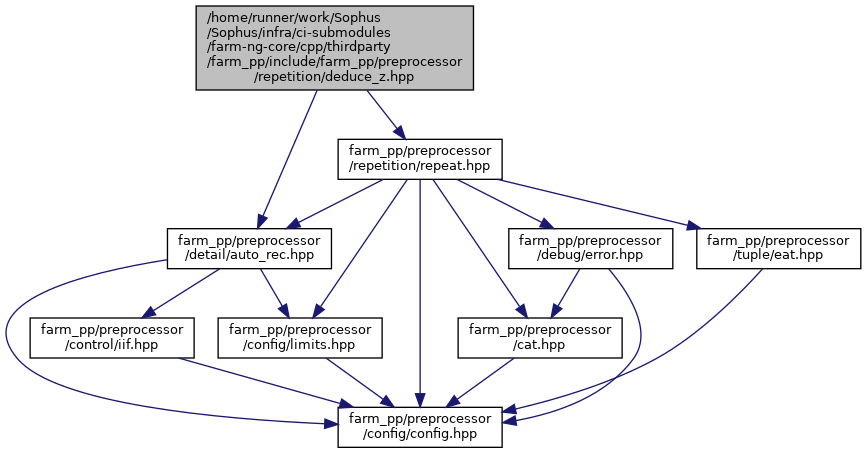 /home/runner/work/Sophus
/Sophus/infra/ci-submodules
/farm-ng-core/cpp/thirdparty
/farm_pp/include/farm_pp/preprocessor
/repetition/deduce_z.hpp
farm_pp/preprocessor
/repetition/repeat.hpp
farm_pp/preprocessor
/detail/auto_rec.hpp
farm_pp/preprocessor
/debug/error.hpp
farm_pp/preprocessor
/tuple/eat.hpp
farm_pp/preprocessor
/control/iif.hpp
farm_pp/preprocessor
/config/limits.hpp
farm_pp/preprocessor
/cat.hpp
farm_pp/preprocessor
/config/config.hpp